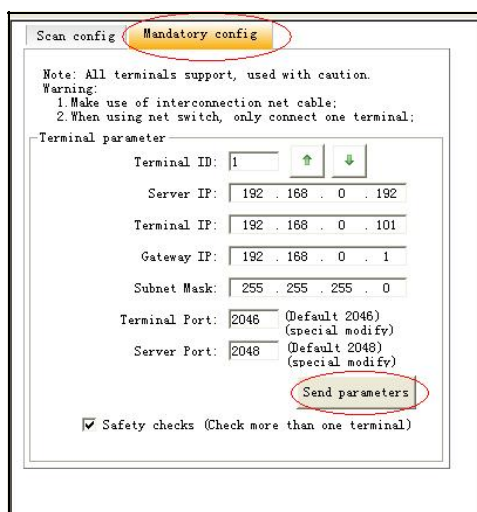 Scan config
Mandatory config
Note: All terminals support, used with caution.
Warning:
1.Make use of interconnection net cable;
2.When using net switch, only connect one terminal;
Terminal parameter
Terminal ID: 1
Server IP: 192 . 168 . 0 . 192
Terminal IP: 192 . 168 . 0 . 101
Gateway IP: 192 . 168 . 0 . 1
Subnet Mask: 255 . 255 . 255 . 0
Terminal Port: 2046 (Default 2046)
(special modify)
Server Port: 2048 (Default 2048)
(special modify)
Send parameters
Safety checks (Check more than one terminal)